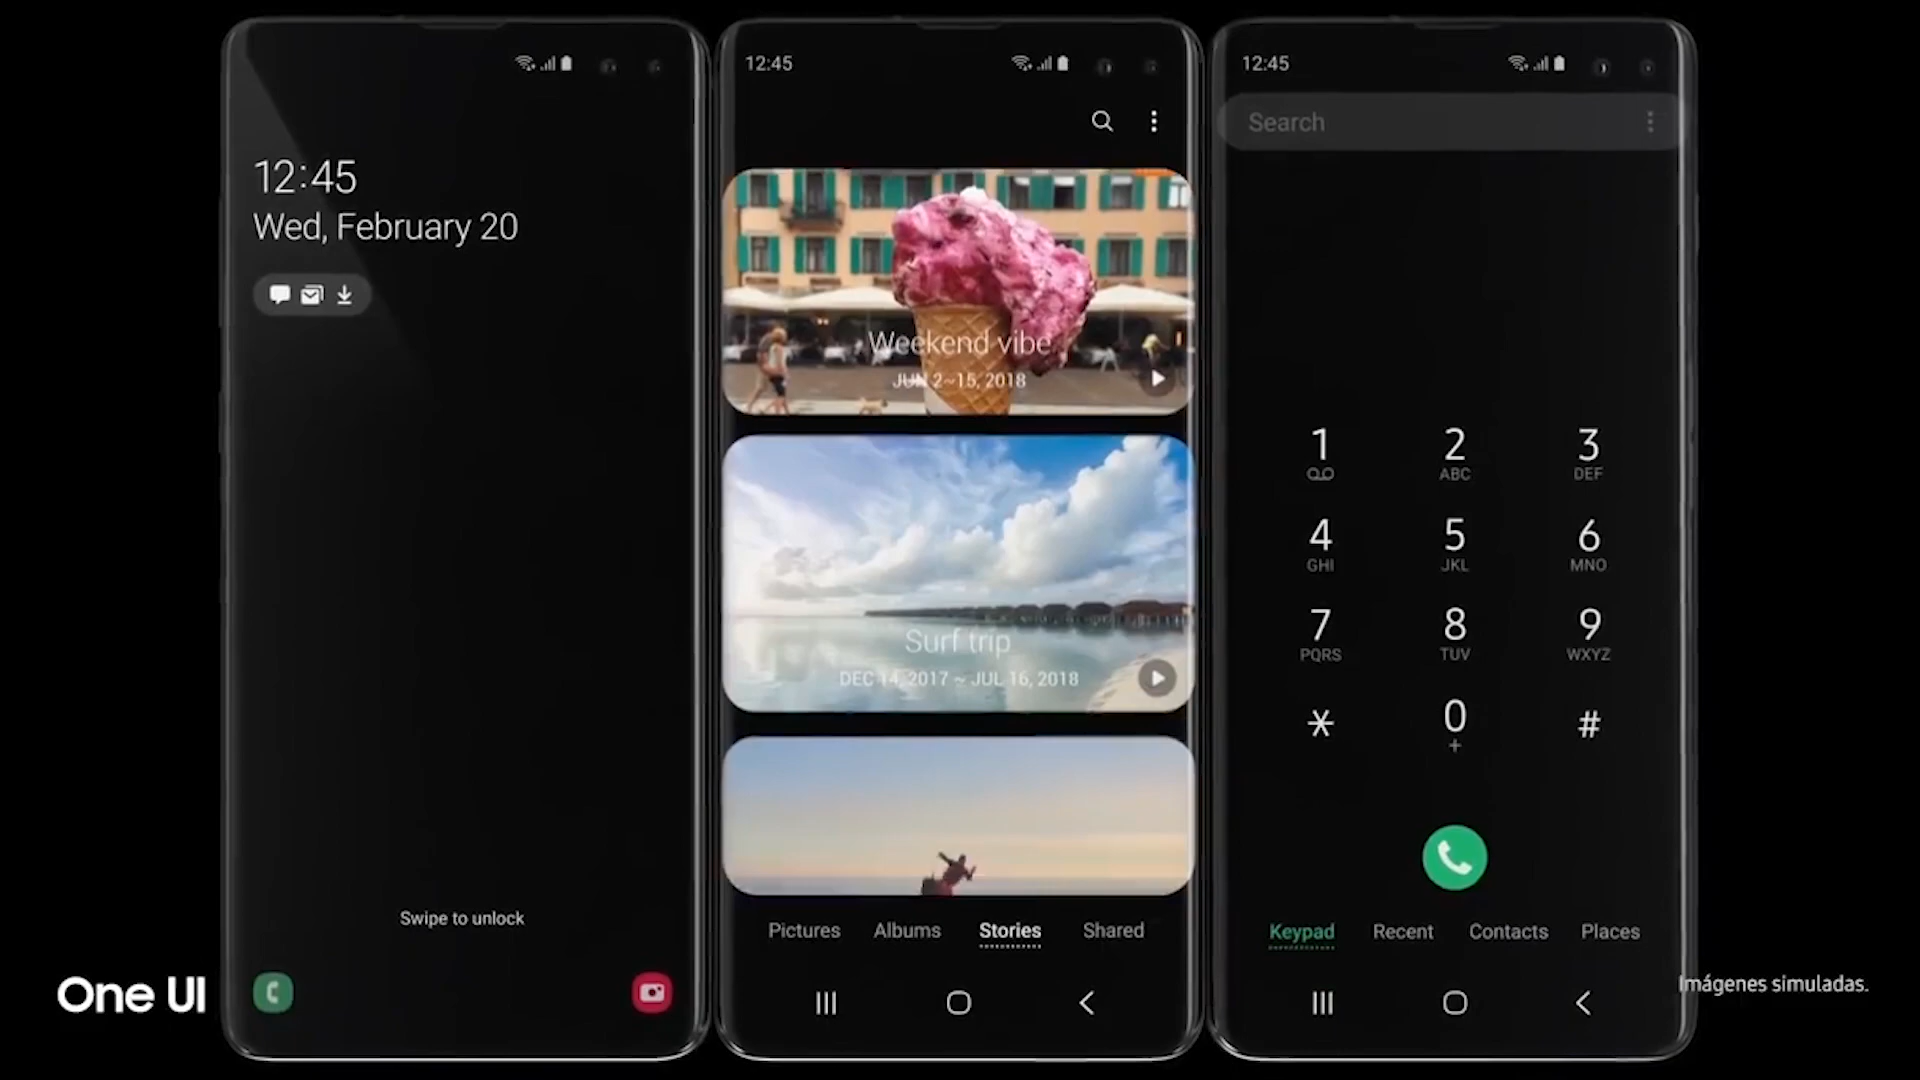 12:45
Wed, February 20
Swipe to unlock
12:45
Weekend vibe
JUN 2~15, 2018
Surf trip
DEC 14, 2017 ~ JUL 16, 2018
Pictures Albums Stories Shared
12:45
Search
1 2 3
ABC DEF
4 5 6
GHI JKL MNO
7 8 9
PQRS TUV WXYZ
* 0 #
+
Keypad Recent Contacts Places
One UI
Imágenes simuladas.